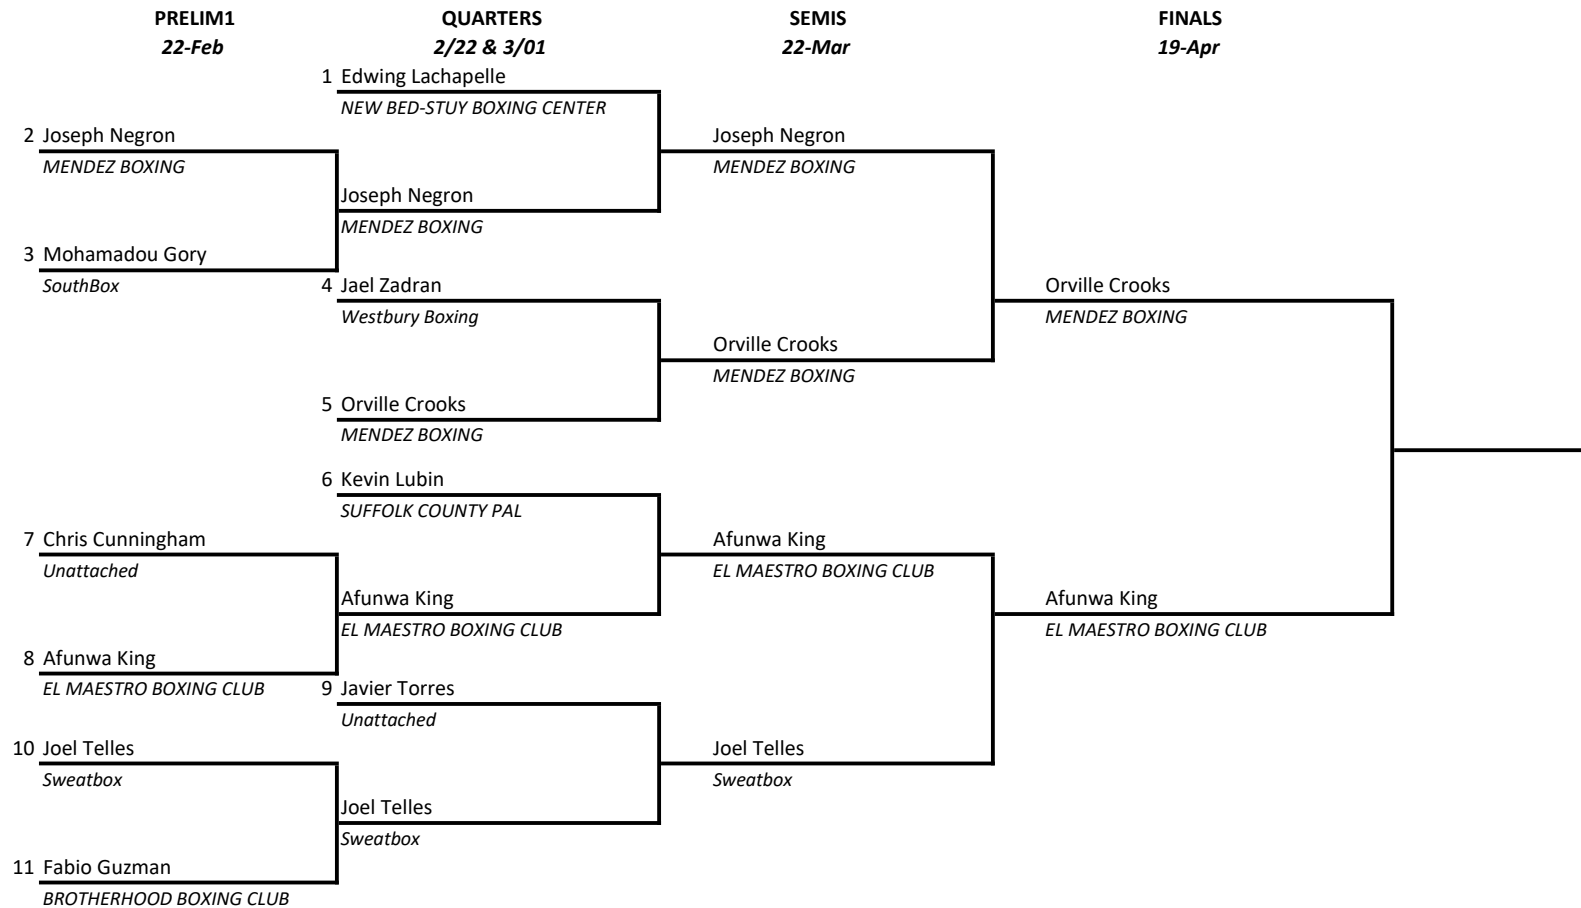 PRELIM1 QUARTERS SEMIS FINALS
22-Feb 2/22 & 3/01 22-Mar 19-Apr
1 Edwing Lachapelle
NEW BED-STUY BOXING CENTER
2 Joseph Negron Joseph Negron
MENDEZ BOXING MENDEZ BOXING
Joseph Negron
MENDEZ BOXING
3 Mohamadou Gory
SouthBox 4 Jael Zadran Orville Crooks
Westbury Boxing MENDEZ BOXING
Orville Crooks
MENDEZ BOXING
5 Orville Crooks
MENDEZ BOXING
6 Kevin Lubin
SUFFOLK COUNTY PAL
7 Chris Cunningham Afunwa King
Unattached EL MAESTRO BOXING CLUB
Afunwa King Afunwa King
EL MAESTRO BOXING CLUB EL MAESTRO BOXING CLUB
8 Afunwa King
EL MAESTRO BOXING CLUB 9 Javier Torres
Unattached
10 Joel Telles Joel Telles
Sweatbox Sweatbox
Joel Telles
Sweatbox
11 Fabio Guzman
BROTHERHOOD BOXING CLUB